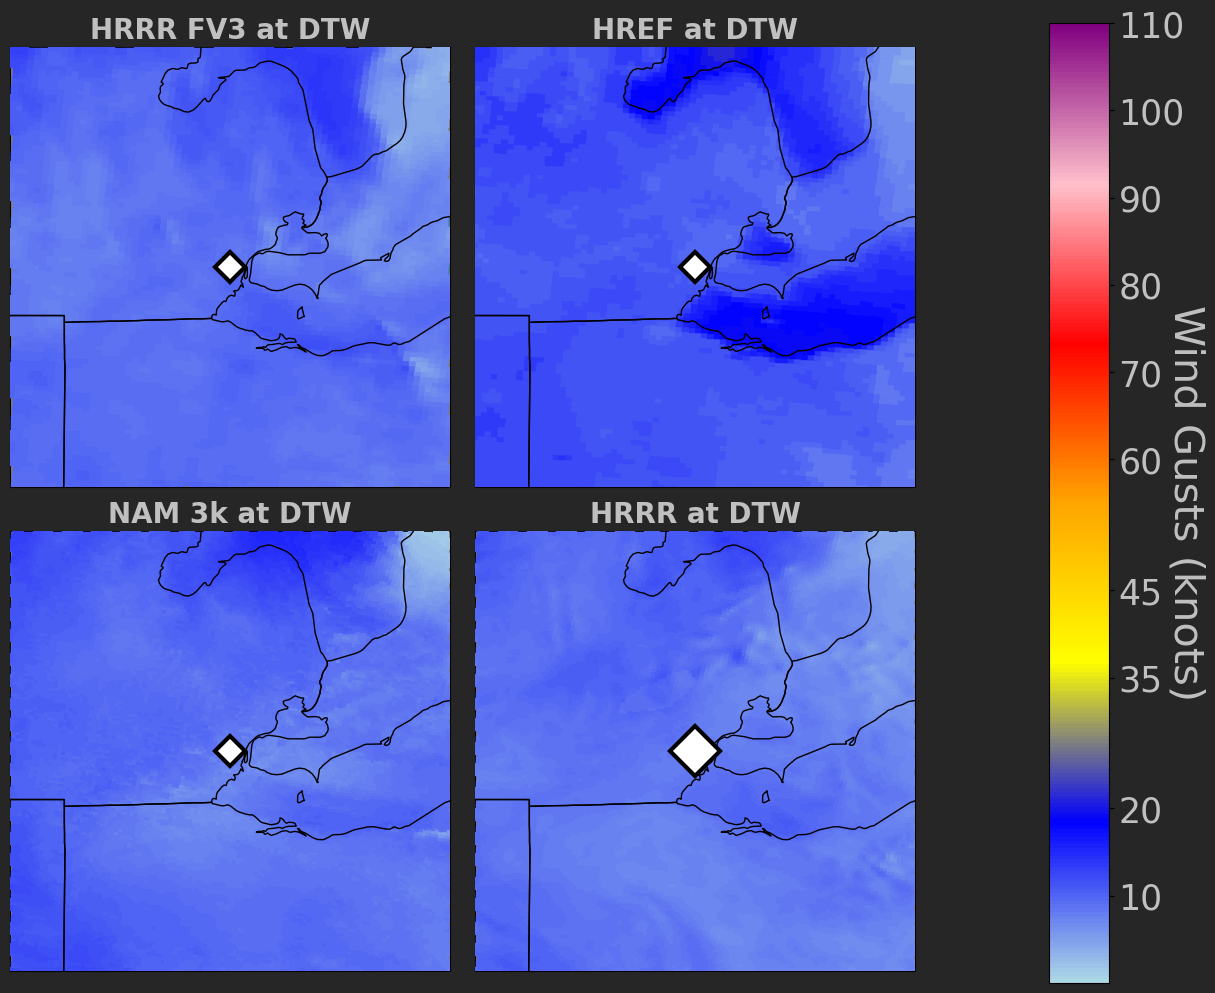 HRRR FV3 at DTW
HREF at DTW
NAM 3k at DTW
HRRR at DTW
110
100
90
80
70
60
45
35
20
10
Wind Gusts (knots)